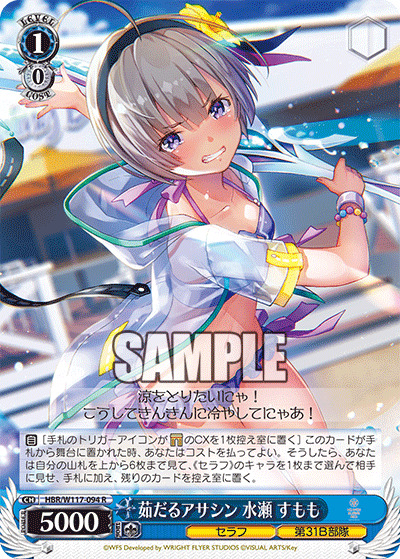 LEVEL
1
0
COST
SAMPLE
涼をとりたいにゃ！
こうしてきんきんに冷やしてにゃあ！
自［手札のトリガーアイコンが のCXを1枚控え室に置く］ このカードが手
札から舞台に置かれた時、あなたはコストを払ってよい。そうしたら、あな
たは自分の山札を上から6枚まで見て、《セラフ》のキャラを1枚まで選んで相手に見
せ、手札に加え、残りのカードを控え室に置く。
CH HBR/W117-094 R
茹だるアサシン 水瀬 すもも
5000
セラフ 第31B部隊
©WFS Developed by WRIGHT FLYER STUDIOS ©VISUAL ARTS/Key